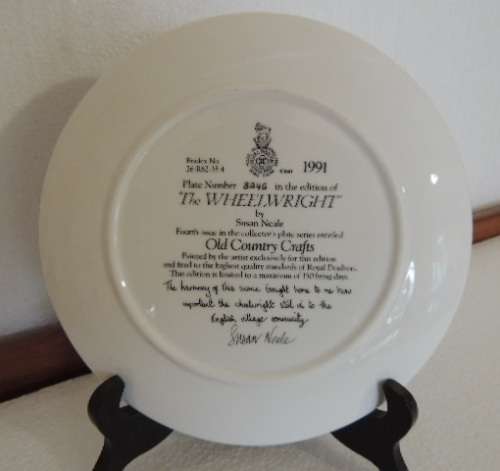 Bradex No.
26-R62-35.4
1991
Plate Number 8046 in the edition of
"The WHEELWRIGHT"
by
Susan Neale
Fourth issue in the collector's plate series entitled
Old Country Crafts
Painted by the artist exclusively for this edition
and fired to the highest quality standards of Royal Doulton.
This edition is limited to a maximum of 150 firing days.
The harmony of this scene bought home to me how
important the wheelwright still is to the
English village community
Susan Neale